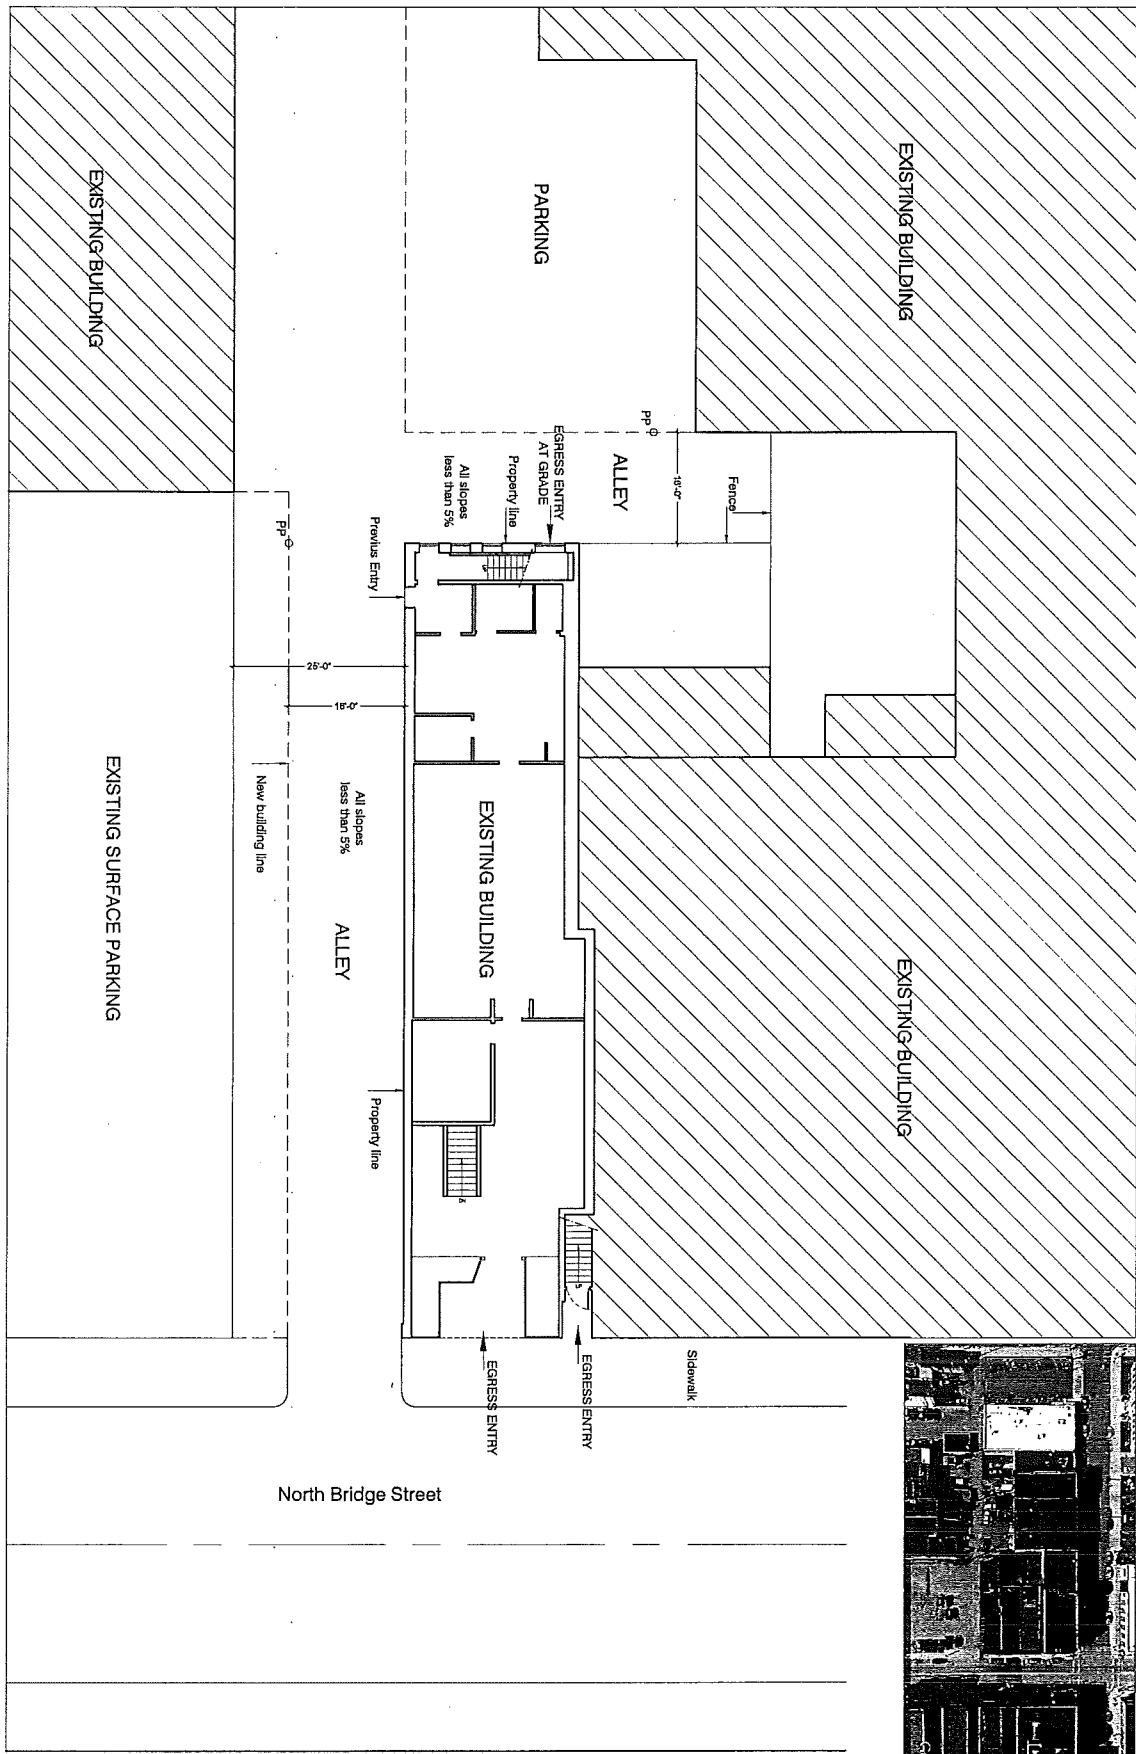 EXISTING BUILDING
PARKING
EXISTING BUILDING
PP
EGRESS ENTRY
AT GRADE
ALLEY
16'-0"
Fence
Property line
All slopes
less than 5%
PP
Previus Entry
25'-0"
16'-0"
EXISTING SURFACE PARKING
New building line
All slopes
less than 5%
ALLEY
EXISTING BUILDING
EXISTING BUILDING
Property line
EGRESS ENTRY
EGRESS ENTRY
Sidewalk
North Bridge Street